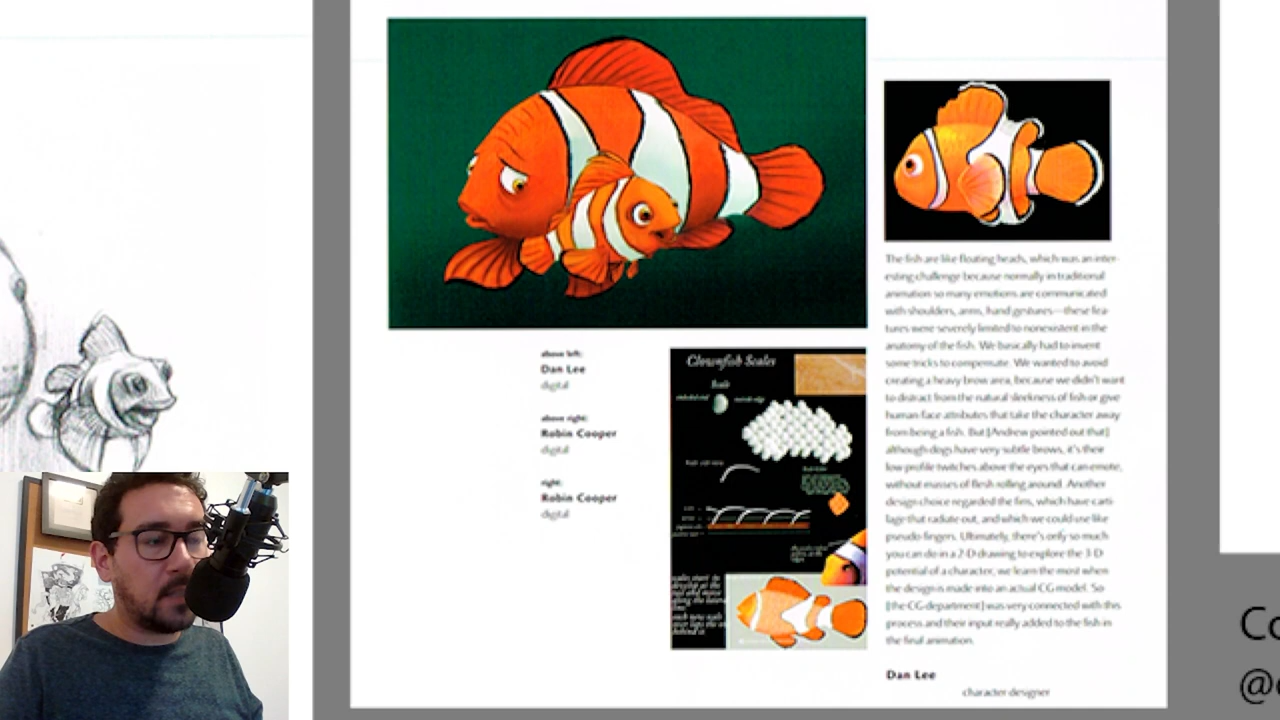 above left:
Dan Lee
digital
above right:
Robin Cooper
digital
right:
Robin Cooper
digital
Clownfish Scales
Scale
The fish are like floating heads, which was an inter-
esting challenge because normally in traditional
animation so many emotions are communicated
with shoulders, arms, hand gestures—these fea-
tures were severely limited to nonexistent in the
anatomy of the fish. We basically had to invent
some tricks to compensate. We wanted to avoid
creating a heavy brow area, because we didn't want
to distract from the natural sleekness of fish or give
human face attributes that take the character away
from being a fish. But [Andrew pointed out that]
although dogs have very subtle brows, it's their
low profile twitches above the eyes that can emote,
without masses of flesh rolling around. Another
design choice regarded the fins, which have carti-
lage that radiate out, and which we could use like
pseudo-fingers. Ultimately, there's only so much
you can do in a 2-D drawing to explore the 3-D
potential of a character, we learn the most when
the design is made into an actual CG model. So
[the CG department] was very connected with this
process and their input really added to the fish in
the final animation.
Dan Lee
character designer
Co
@